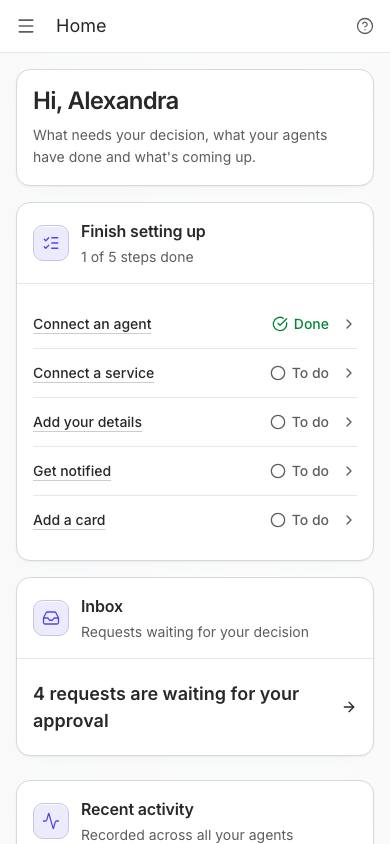 Home
Hi, Alexandra
What needs your decision, what your agents
have done and what's coming up.
Finish setting up
1 of 5 steps done
Connect an agent
Done
Connect a service
To do
Add your details
To do
Get notified
To do
Add a card
To do
Inbox
Requests waiting for your decision
4 requests are waiting for your
approval
Recent activity
Recorded across all your agents